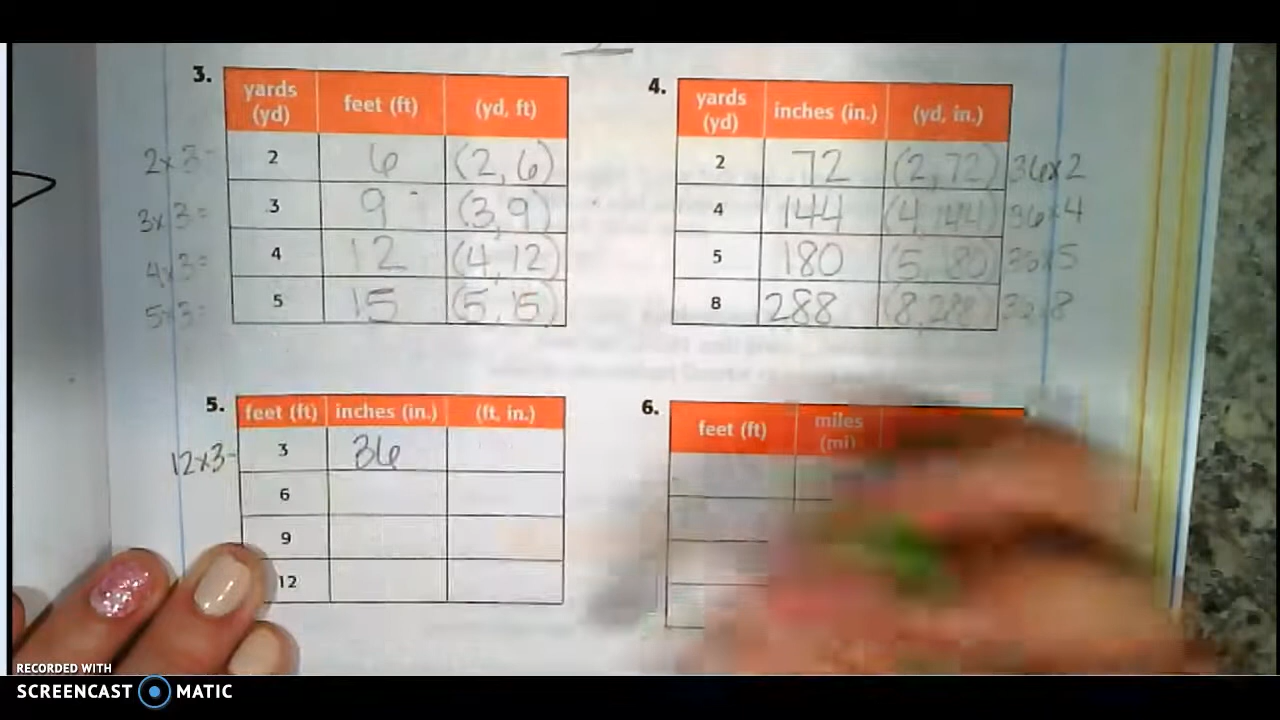 3.
yards (yd) feet (ft) (yd, ft)
2x3= 2 6 (2, 6)
3x3= 3 9 (3, 9)
4x3= 4 12 (4, 12)
5x3= 5 15 (5, 15)
4.
yards (yd) inches (in.) (yd, in.)
2 72 (2, 72) 36x2
4 144 (4, 144) 36x4
5 180 (5, 180) 36x5
8 288 (8, 288) 36x8
5.
feet (ft) inches (in.) (ft, in.)
12x3= 3 36
6
9
12
6.
feet (ft) miles (mi)
RECORDED WITH
SCREENCAST MATIC